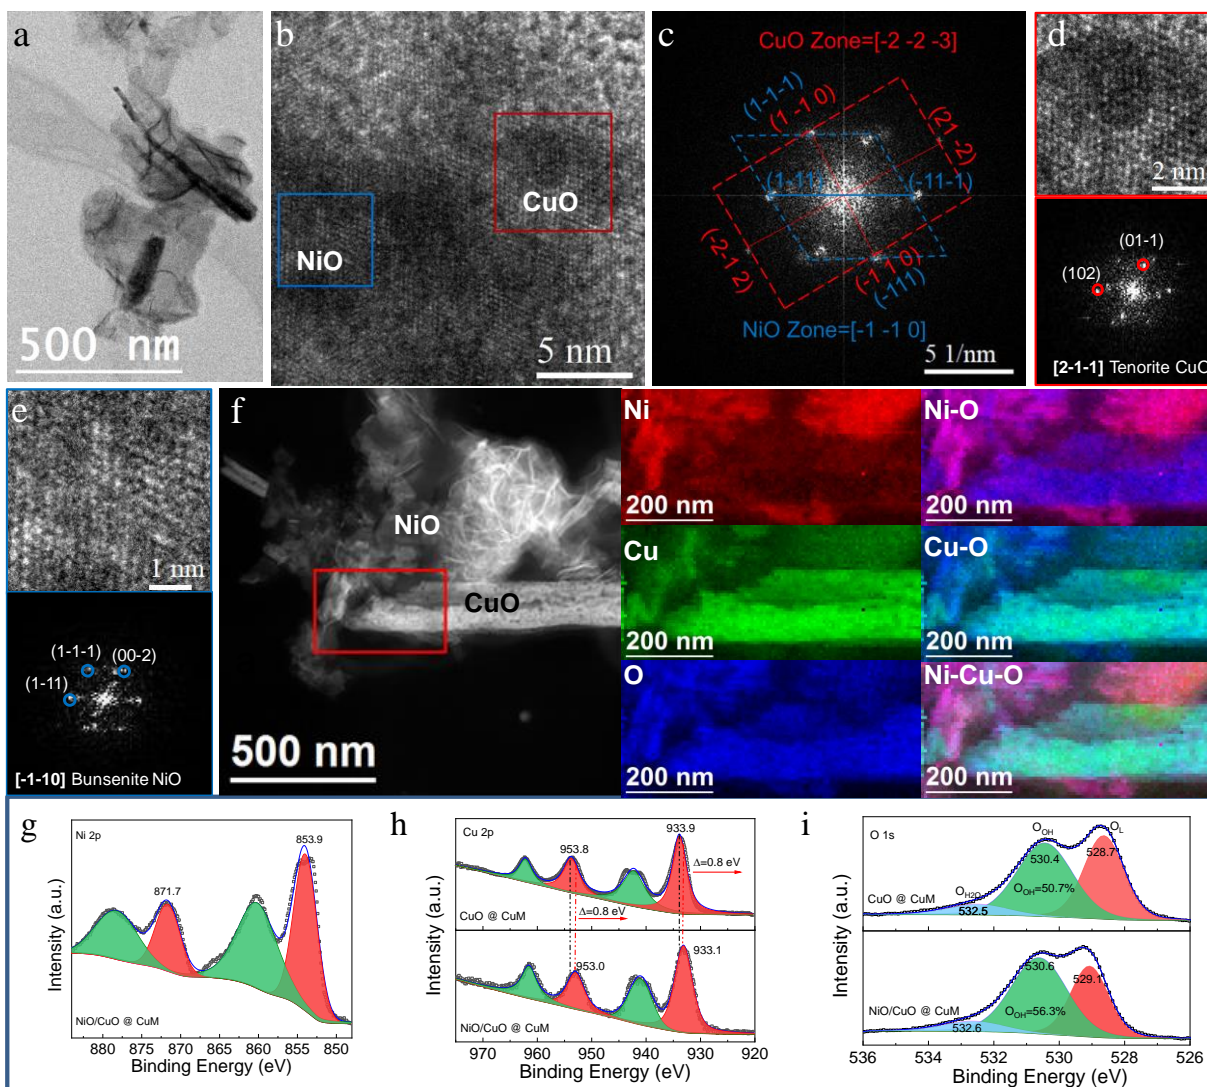 a
500 nm
b
CuO
NiO
5 nm
c
CuO Zone=[-2 -2 -3]
(1-1-1)
(1 -1 0)
(21 -2)
(1-11)
(-11-1)
(-2-1 2)
(-1 1 0)
(-111)
NiO Zone=[-1 -1 0]
5 1/nm
d
2 nm
(01-1)
(102)
[2-1-1] Tenorite CuO
e
1 nm
(1-1-1)
(00-2)
(1-11)
[-1-10] Bunsenite NiO
f
NiO
CuO
500 nm
Ni
200 nm
Ni-O
200 nm
Cu
200 nm
Cu-O
200 nm
O
200 nm
Ni-Cu-O
200 nm
g
Ni 2p
853.9
871.7
NiO/CuO @ CuM
Intensity (a.u.)
880 875 870 865 860 855 850
Binding Energy (eV)
h
Cu 2p
933.9
953.8
Δ=0.8 eV
CuO @ CuM
Δ=0.8 eV
933.1
953.0
NiO/CuO @ CuM
Intensity (a.u.)
970 960 950 940 930 920
Binding Energy (eV)
i
O 1s
OOH
OL
530.4
528.7
OH2O
OOH=50.7%
532.5
CuO @ CuM
530.6
529.1
OOH=56.3%
NiO/CuO @ CuM
532.6
Intensity (a.u.)
536 534 532 530 528 526
Binding Energy (eV)